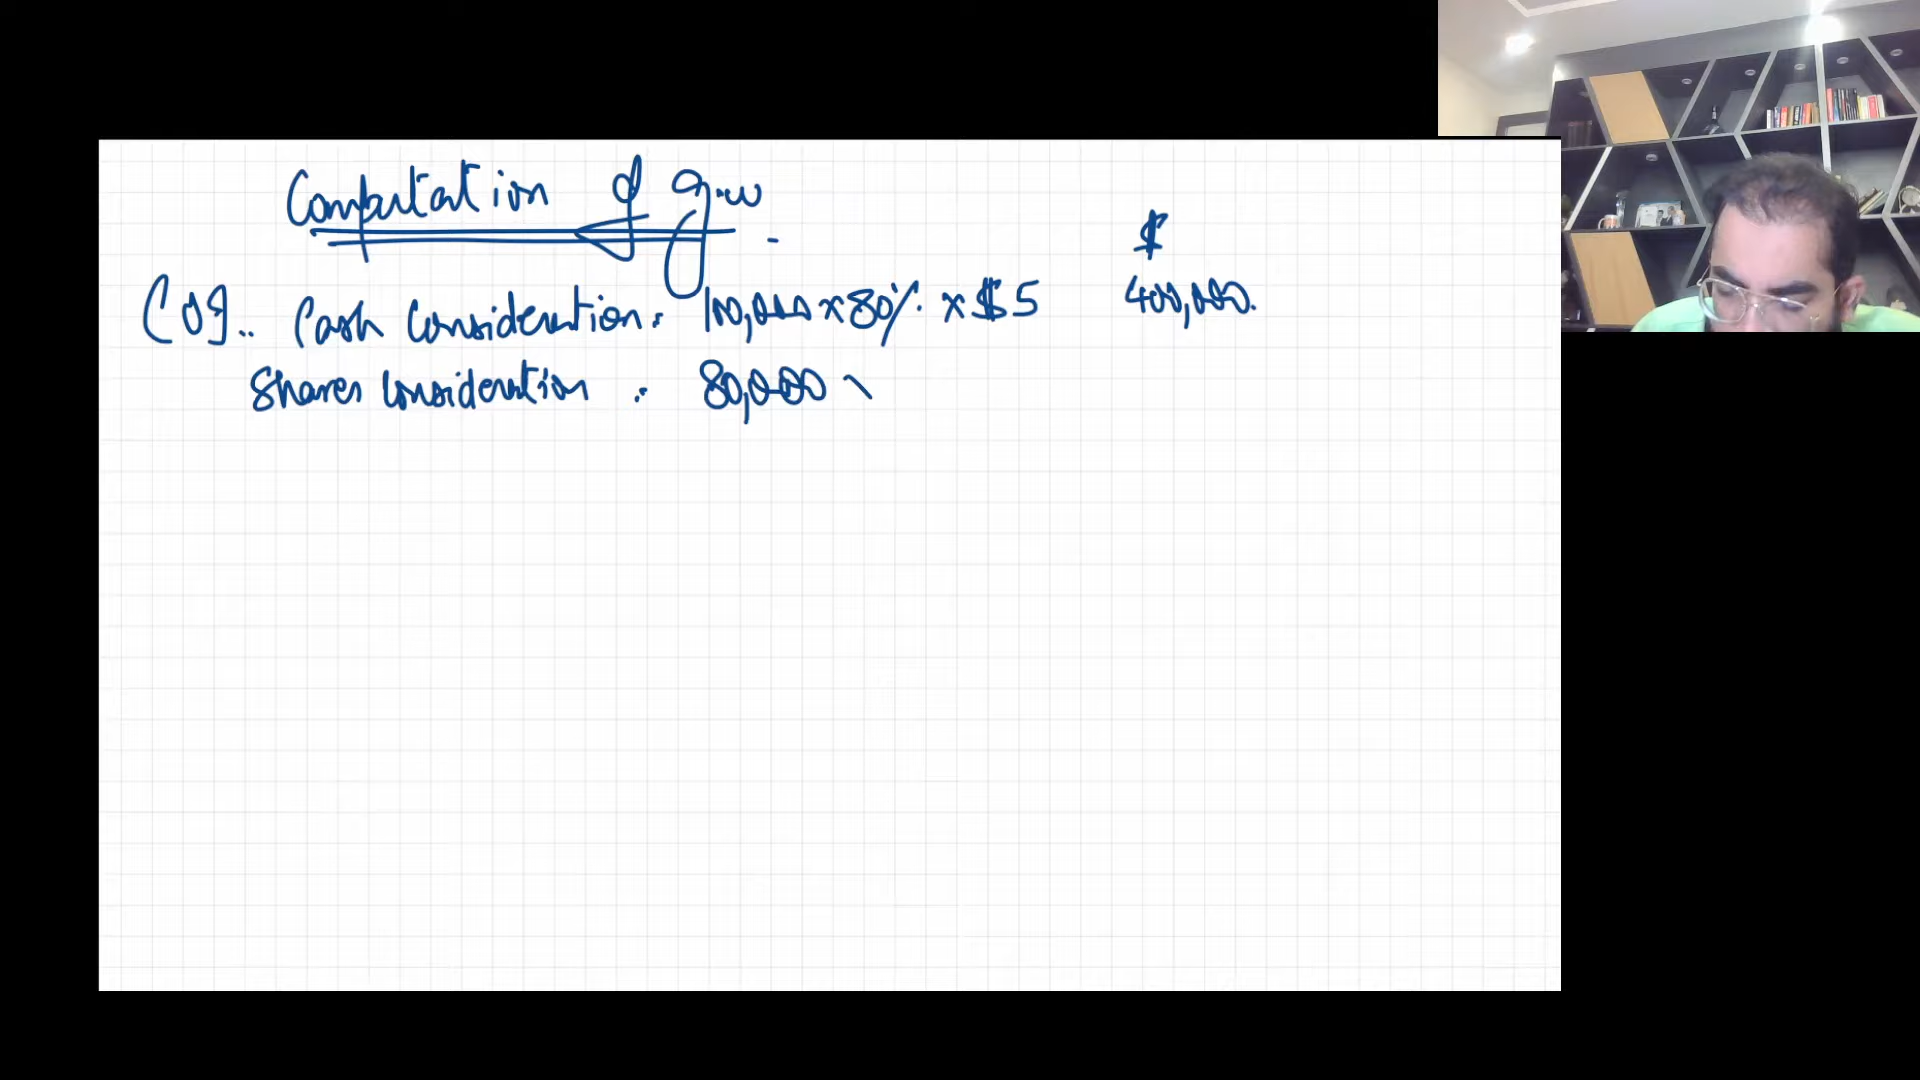 Computation of g.w
$
COI.. Cash Consideration. 100,000 x 80% x $5 400,000.
Shares Consideration. 80,000